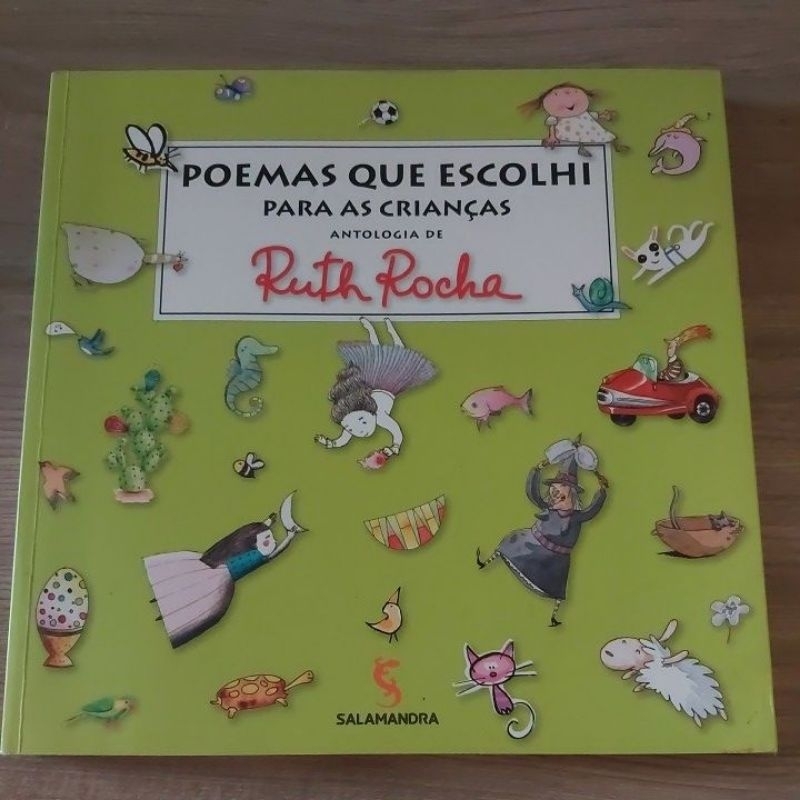 POEMAS QUE ESCOLHI
PARA AS CRIANÇAS
ANTOLOGIA DE
Ruth Rocha
SALAMANDRA